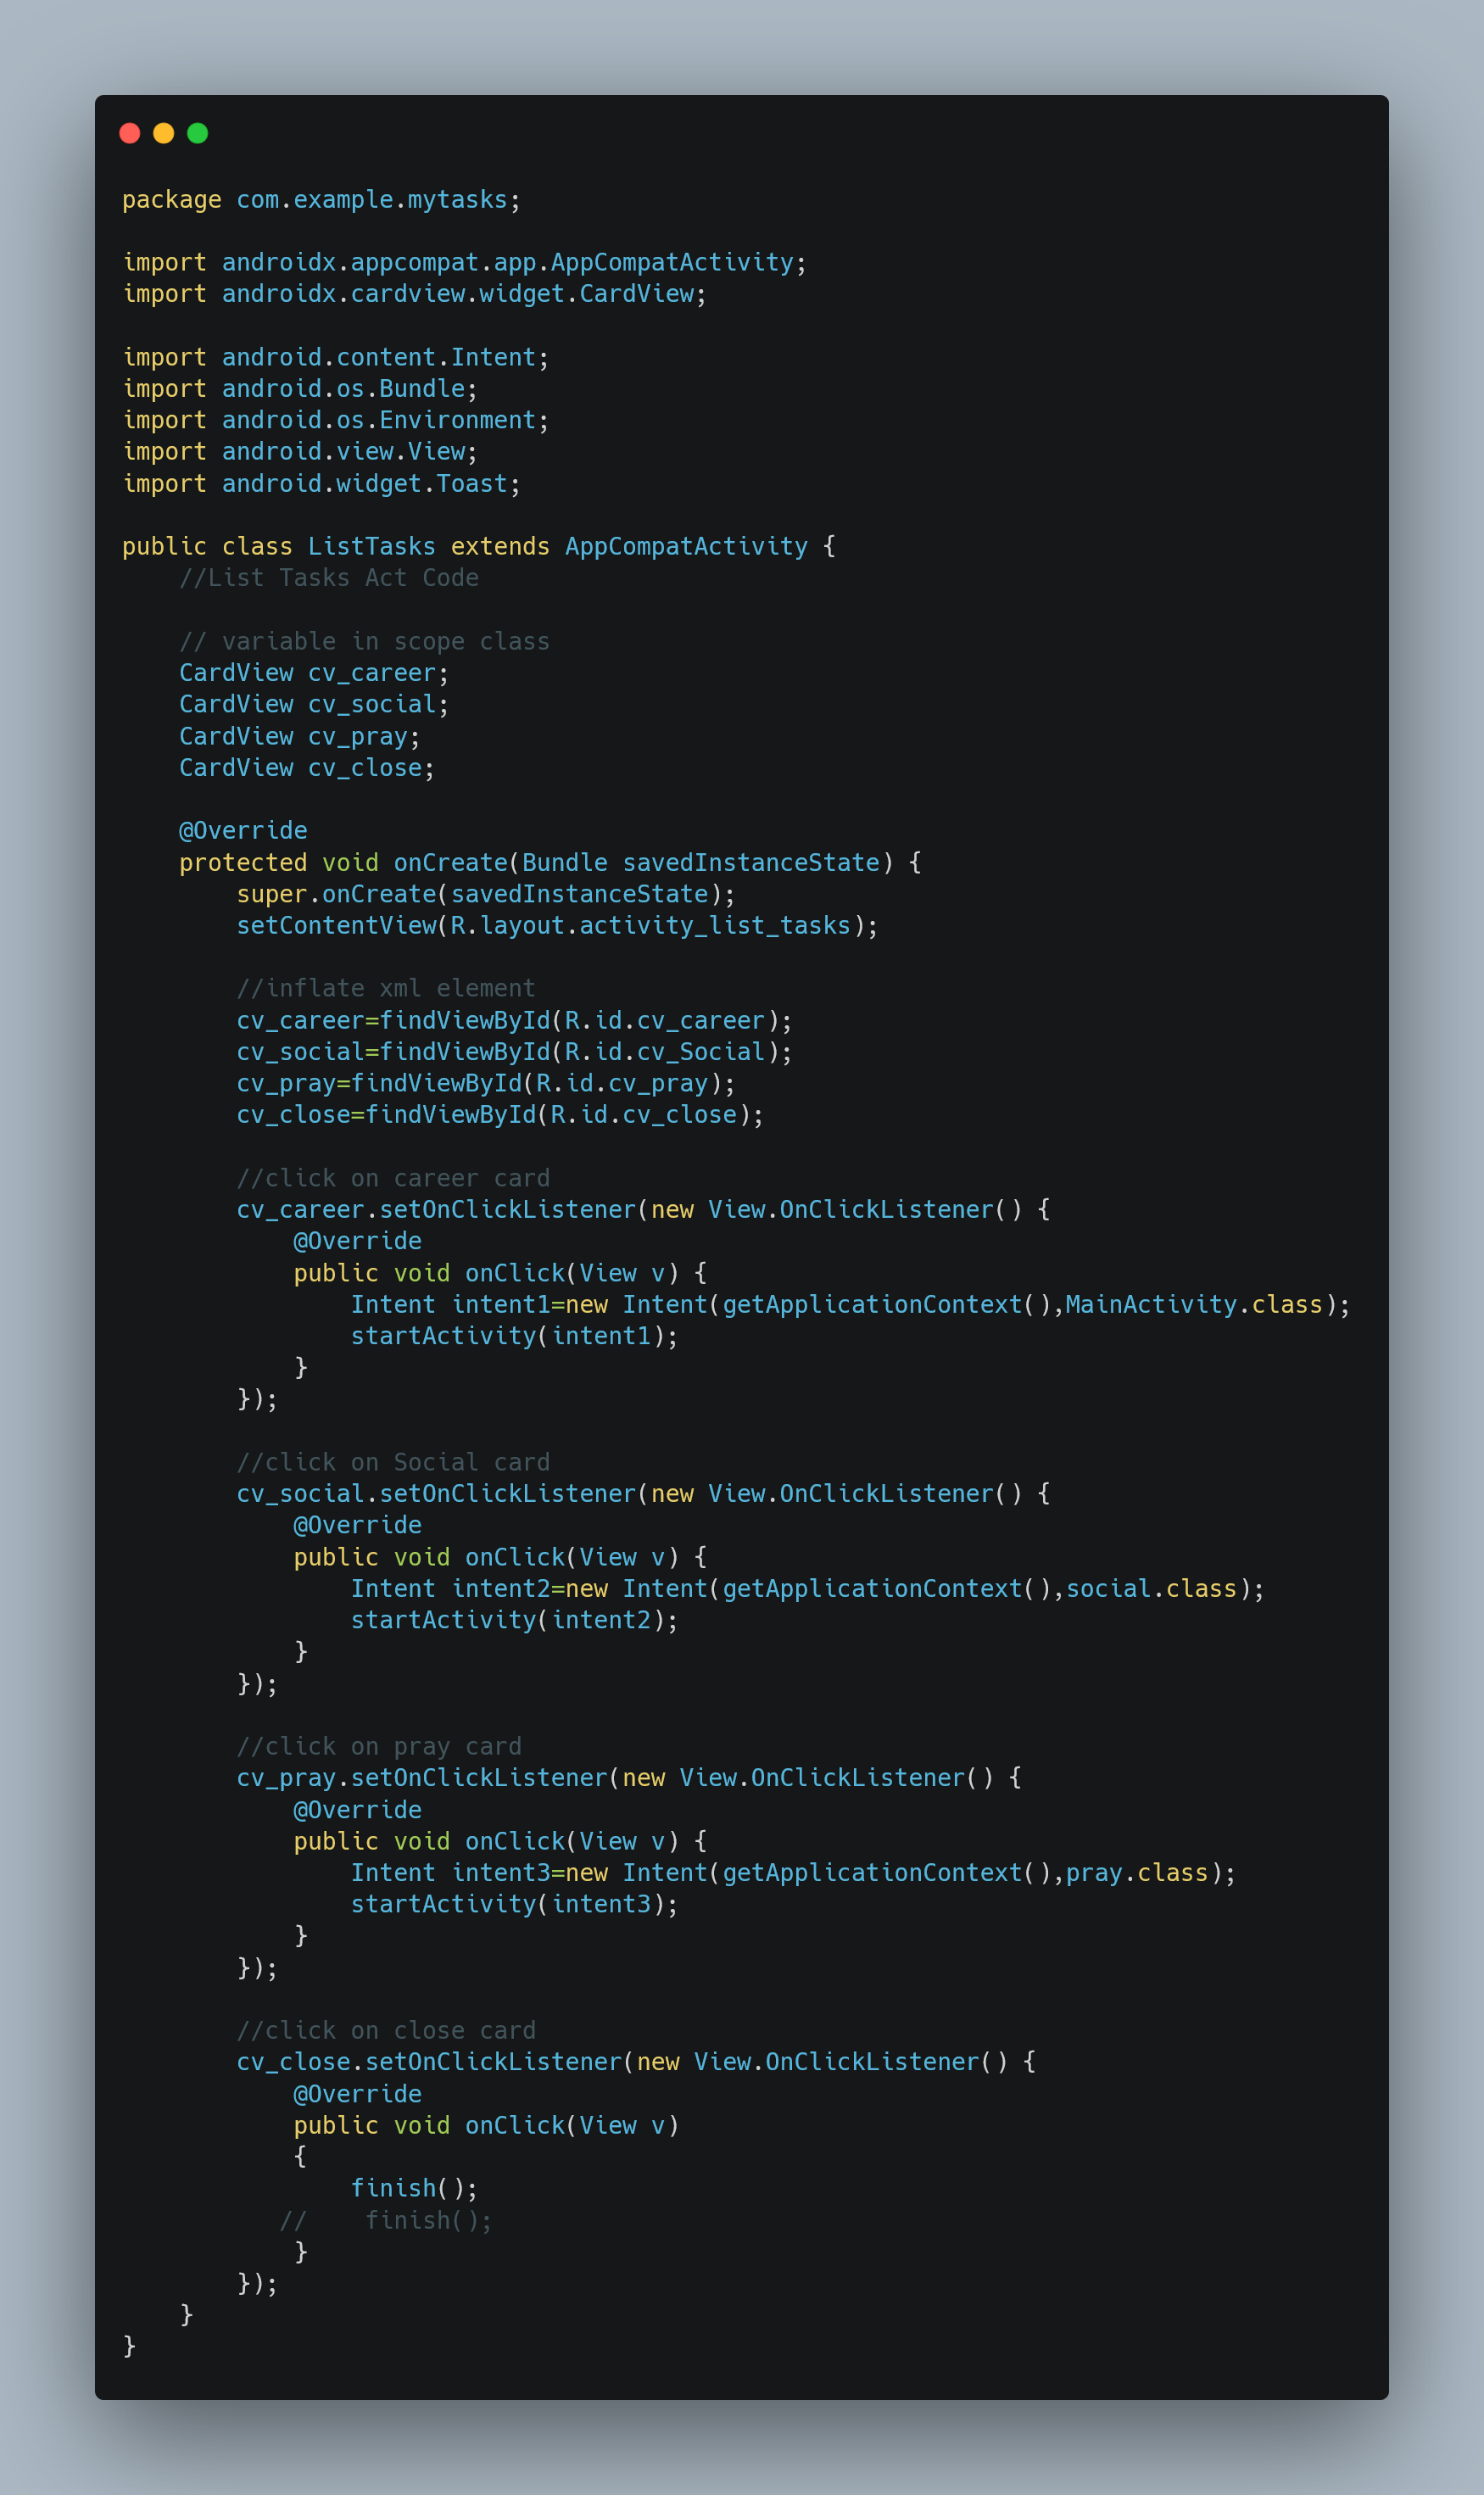 package com.example.mytasks;

import androidx.appcompat.app.AppCompatActivity;
import androidx.cardview.widget.CardView;

import android.content.Intent;
import android.os.Bundle;
import android.os.Environment;
import android.view.View;
import android.widget.Toast;

public class ListTasks extends AppCompatActivity {
    //List Tasks Act Code

    // variable in scope class
    CardView cv_career;
    CardView cv_social;
    CardView cv_pray;
    CardView cv_close;

    @Override
    protected void onCreate(Bundle savedInstanceState) {
        super.onCreate(savedInstanceState);
        setContentView(R.layout.activity_list_tasks);

        //inflate xml element
        cv_career=findViewById(R.id.cv_career);
        cv_social=findViewById(R.id.cv_Social);
        cv_pray=findViewById(R.id.cv_pray);
        cv_close=findViewById(R.id.cv_close);

        //click on career card
        cv_career.setOnClickListener(new View.OnClickListener() {
            @Override
            public void onClick(View v) {
                Intent intent1=new Intent(getApplicationContext(),MainActivity.class);
                startActivity(intent1);
            }
        });

        //click on Social card
        cv_social.setOnClickListener(new View.OnClickListener() {
            @Override
            public void onClick(View v) {
                Intent intent2=new Intent(getApplicationContext(),social.class);
                startActivity(intent2);
            }
        });

        //click on pray card
        cv_pray.setOnClickListener(new View.OnClickListener() {
            @Override
            public void onClick(View v) {
                Intent intent3=new Intent(getApplicationContext(),pray.class);
                startActivity(intent3);
            }
        });

        //click on close card
        cv_close.setOnClickListener(new View.OnClickListener() {
            @Override
            public void onClick(View v)
            {
                finish();
           //    finish();
            }
        });
    }
}